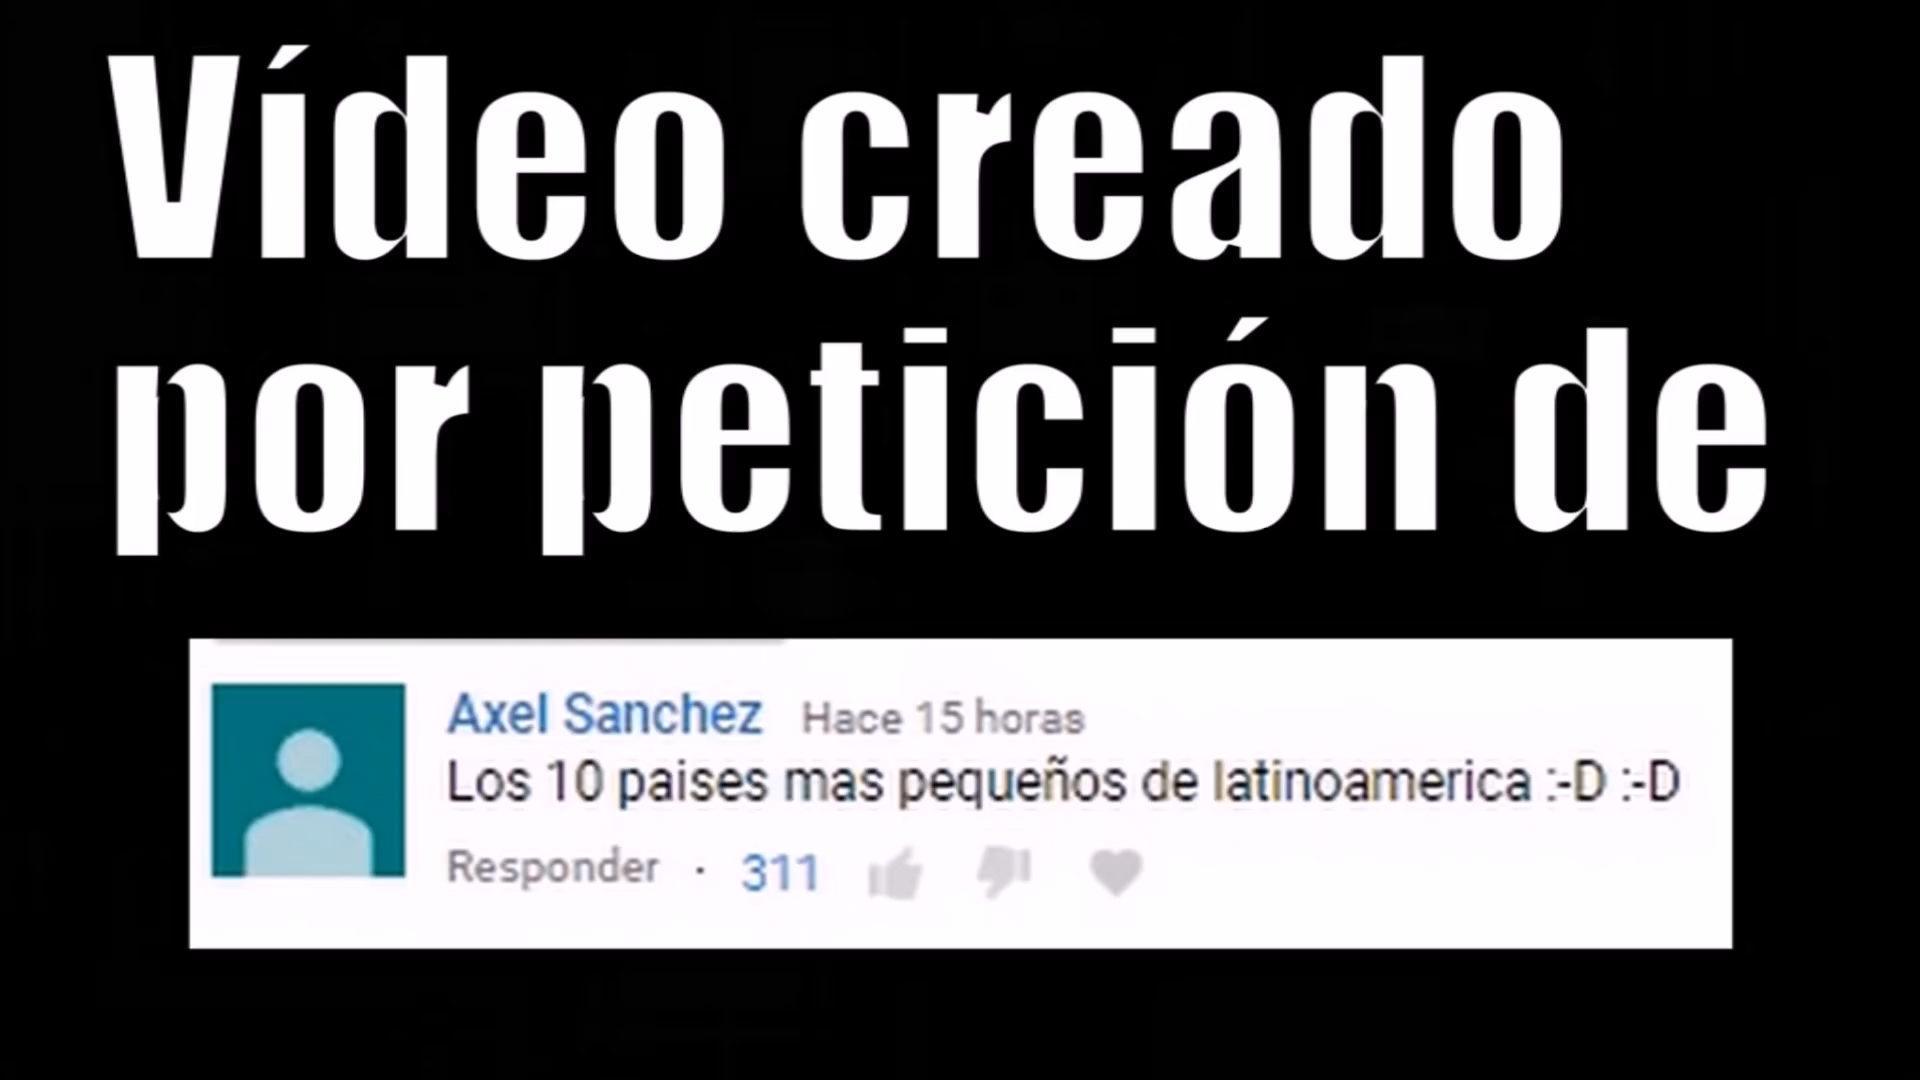 Vídeo creado
por petición de
Axel Sanchez Hace 15 horas
Los 10 paises mas pequeños de latinoamerica :-D :-D
Responder · 311